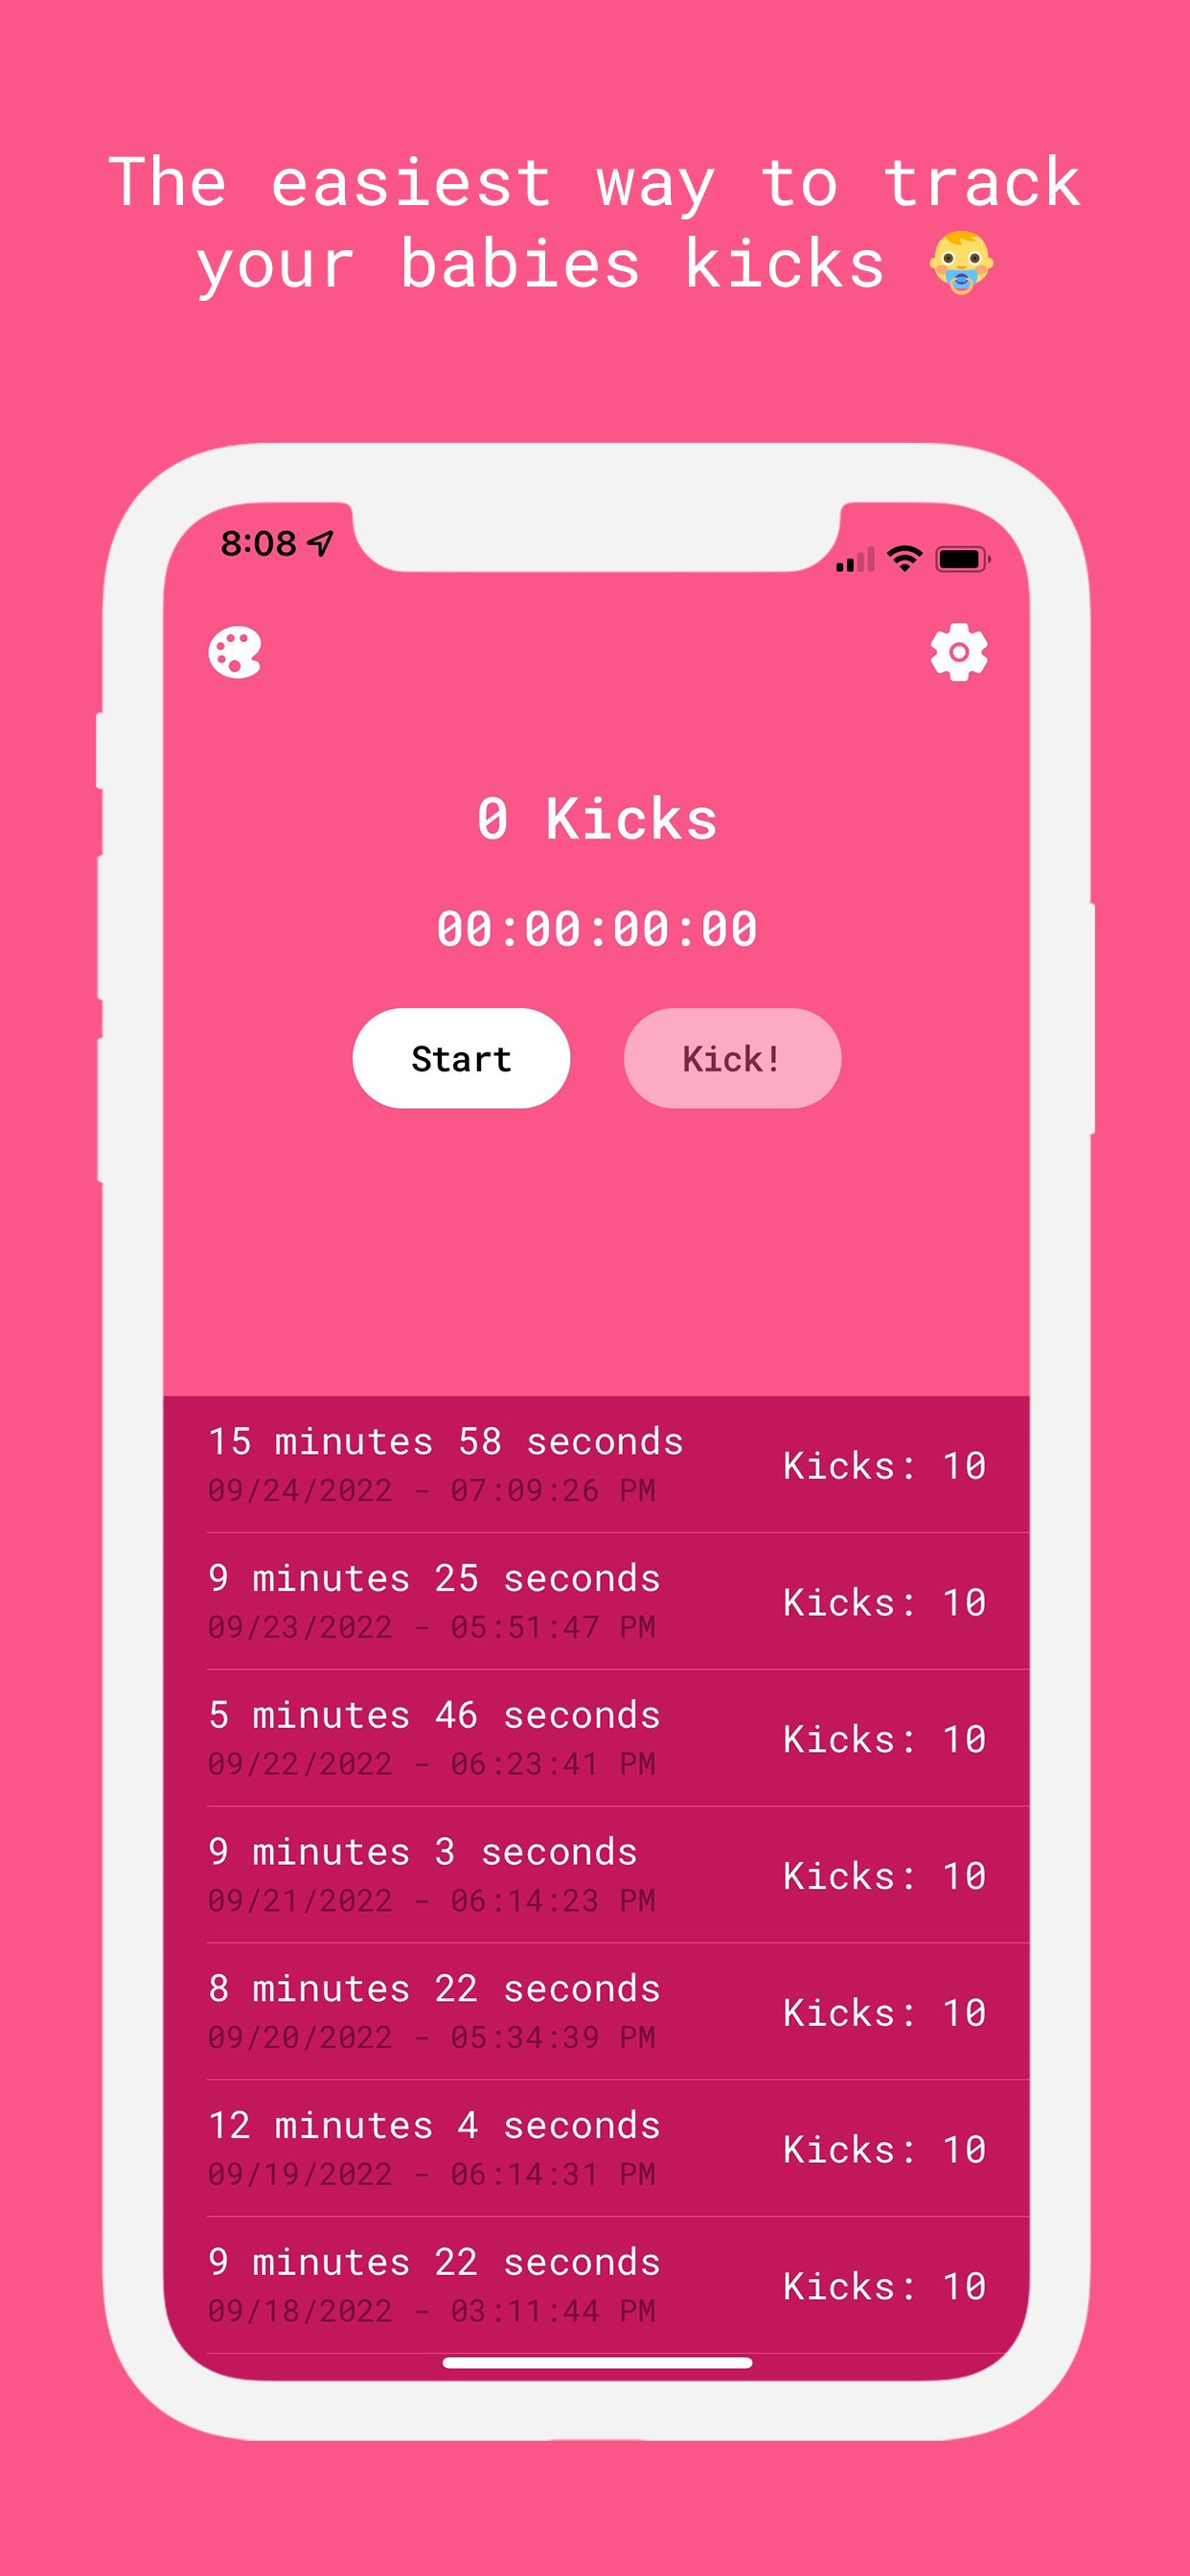 The easiest way to track
your babies kicks
8:08
0 Kicks
00:00:00:00
Start Kick!
15 minutes 58 seconds
09/24/2022 - 07:09:26 PM
Kicks: 10
9 minutes 25 seconds
09/23/2022 - 05:51:47 PM
Kicks: 10
5 minutes 46 seconds
09/22/2022 - 06:23:41 PM
Kicks: 10
9 minutes 3 seconds
09/21/2022 - 06:14:23 PM
Kicks: 10
8 minutes 22 seconds
09/20/2022 - 05:34:39 PM
Kicks: 10
12 minutes 4 seconds
09/19/2022 - 06:14:31 PM
Kicks: 10
9 minutes 22 seconds
09/18/2022 - 03:11:44 PM
Kicks: 10